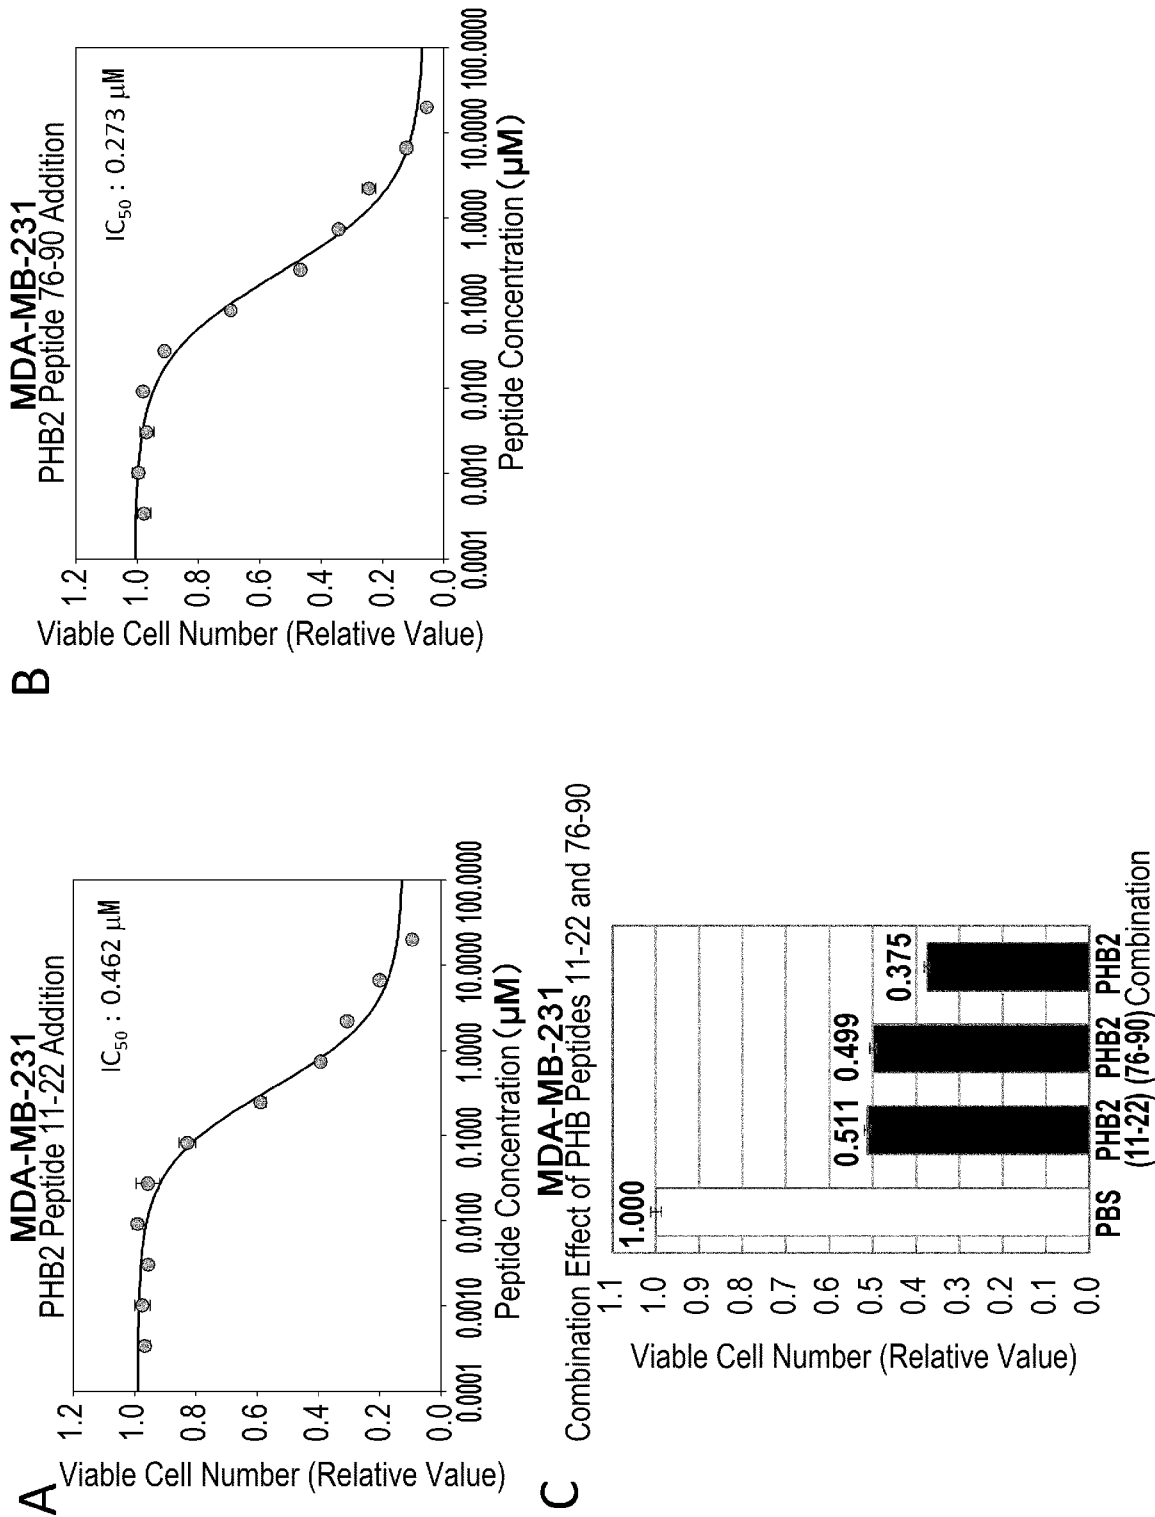 A
MDA-MB-231
PHB2 Peptide 11-22 Addition
IC50 : 0.462 µM
Viable Cell Number (Relative Value)
1.2
1.0
0.8
0.6
0.4
0.2
0.0
0.0001 0.0010 0.0100 0.1000 1.0000 10.0000 100.0000
Peptide Concentration (µM)
B
MDA-MB-231
PHB2 Peptide 76-90 Addition
IC50 : 0.273 µM
Viable Cell Number (Relative Value)
1.2
1.0
0.8
0.6
0.4
0.2
0.0
0.0001 0.0010 0.0100 0.1000 1.0000 10.0000 100.0000
Peptide Concentration (µM)
C
MDA-MB-231
Combination Effect of PHB Peptides 11-22 and 76-90
Viable Cell Number (Relative Value)
1.1
1.0
0.9
0.8
0.7
0.6
0.5
0.4
0.3
0.2
0.1
0.0
1.000
0.511
0.499
0.375
PBS PHB2 PHB2 PHB2
(11-22) (76-90) Combination